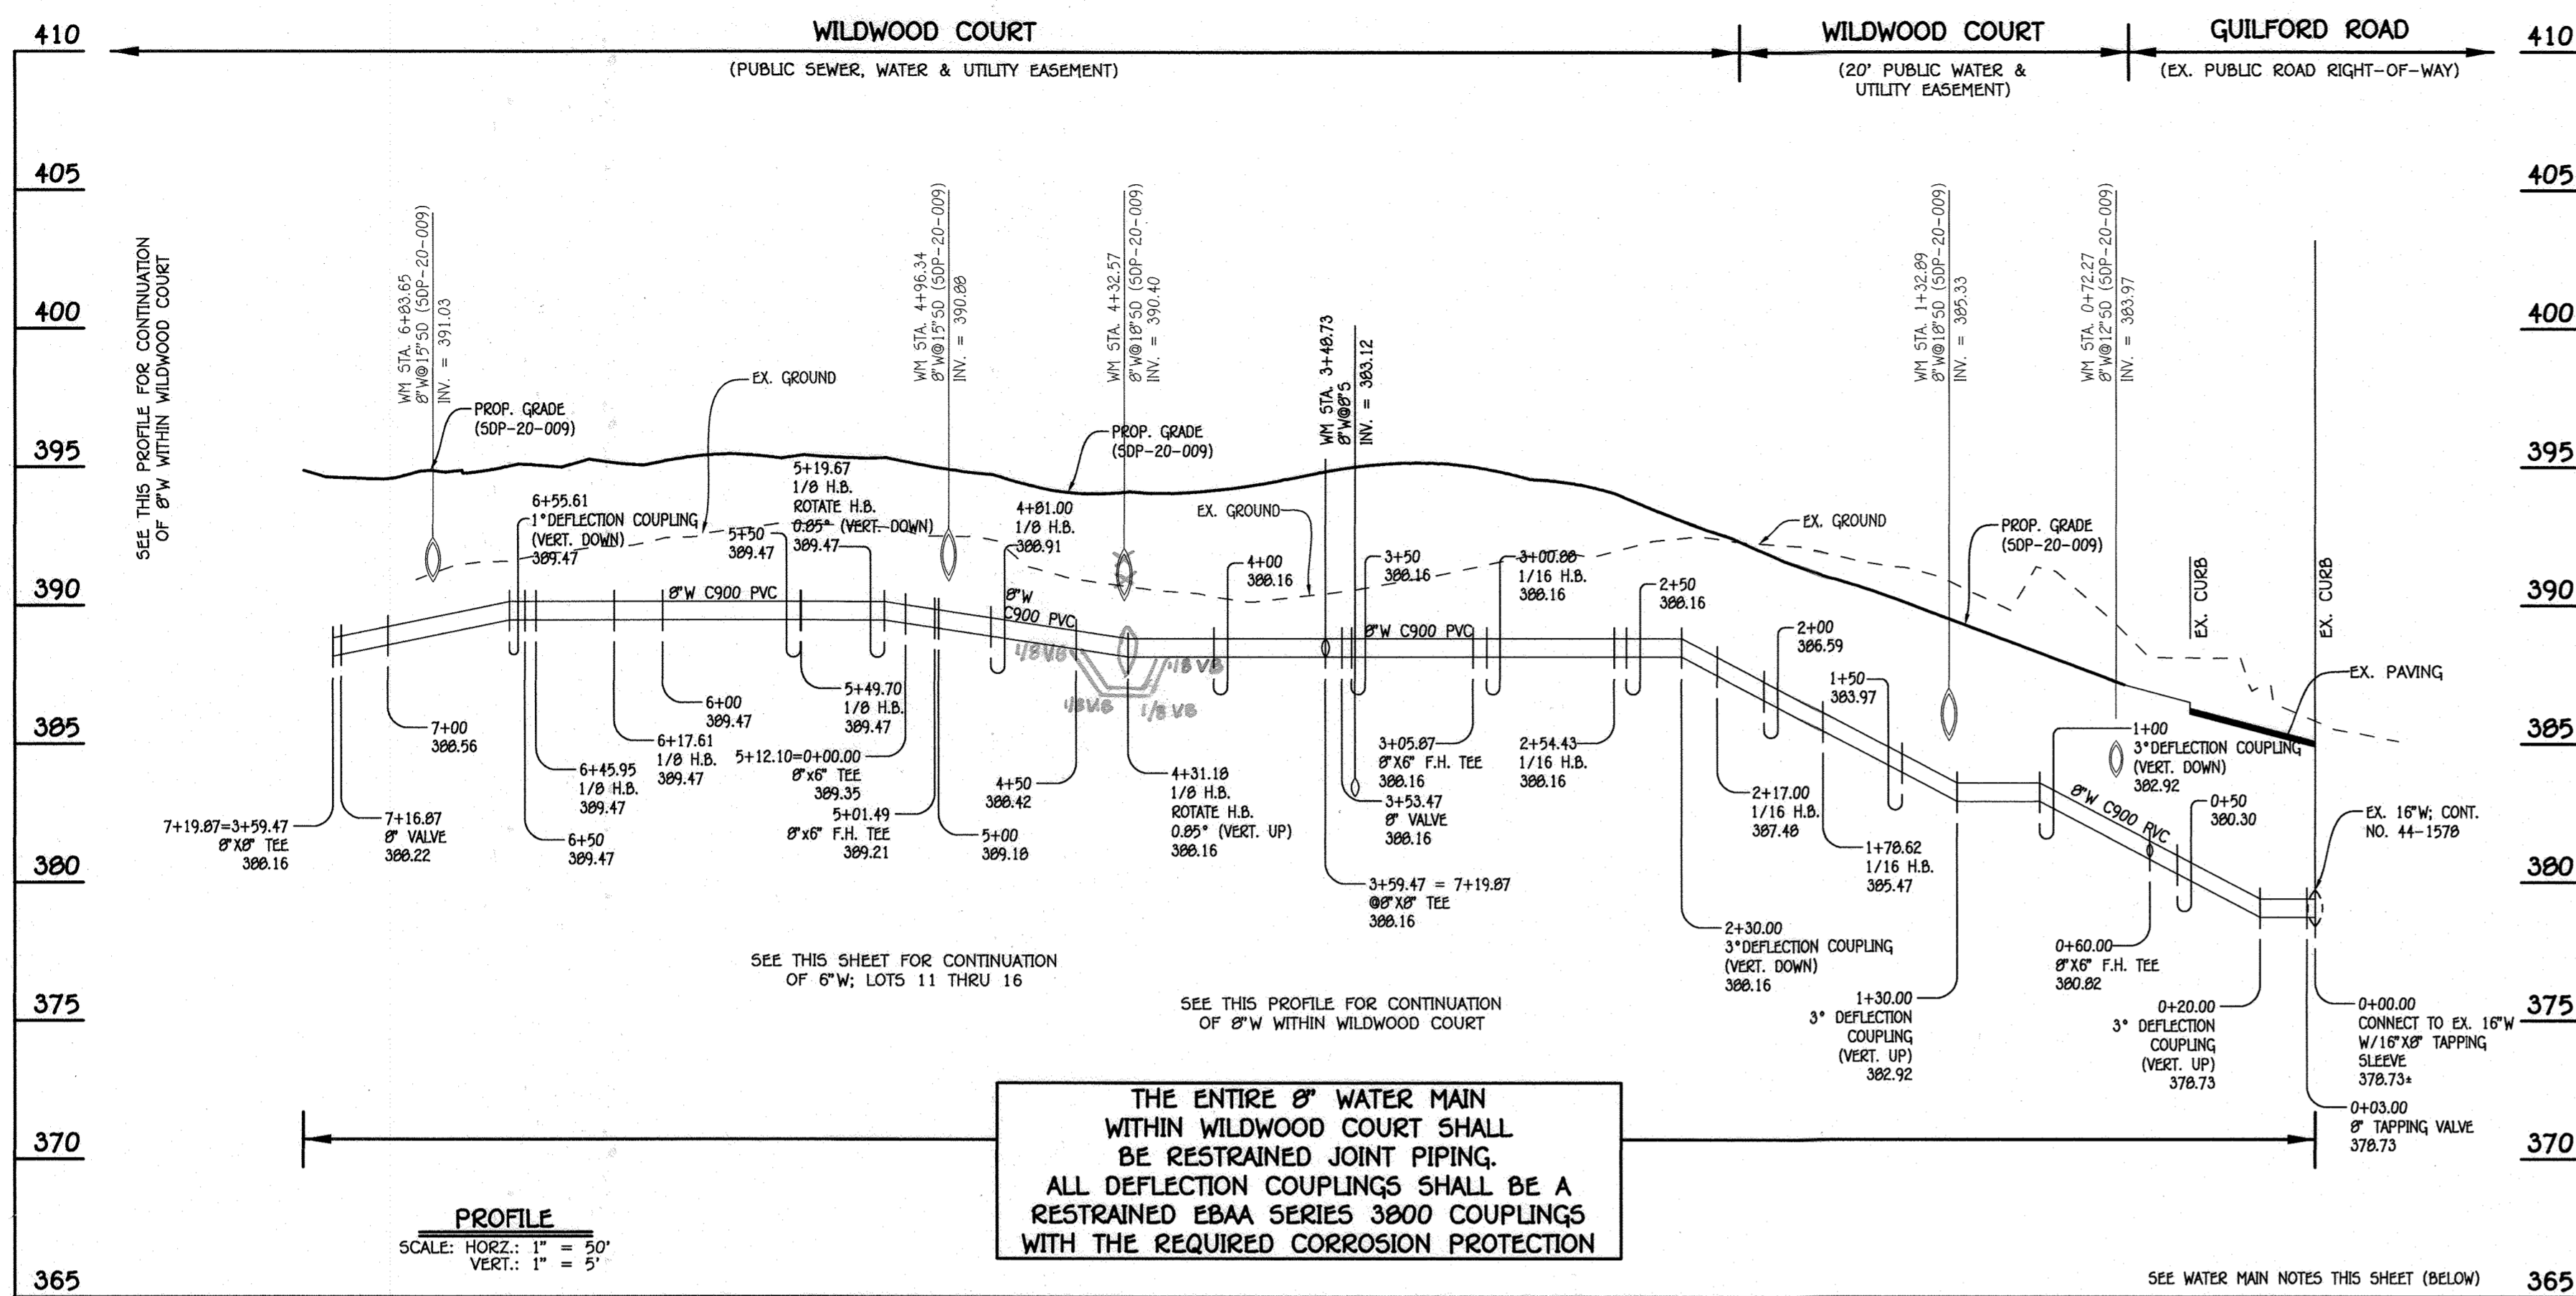 WILDWOOD COURT
(PUBLIC SEWER, WATER & UTILITY EASEMENT)
WILDWOOD COURT
(20' PUBLIC WATER &
UTILITY EASEMENT)
GUILFORD ROAD
(EX. PUBLIC ROAD RIGHT-OF-WAY)
410
405
400
395
390
385
380
375
370
365
410
405
400
395
390
385
380
375
370
365
SEE THIS PROFILE FOR CONTINUATION
OF 8"W WITHIN WILDWOOD COURT
WM STA. 6+83.65
8"W@15"SD (SDP-20-009)
INV. = 391.03
WM STA. 4+96.34
8"W@15"SD (SDP-20-009)
INV. = 390.88
WM STA. 4+32.57
8"W@18"SD (SDP-20-009)
INV. = 390.40
WM STA. 3+48.73
8"W@8"S
INV. = 383.12
WM STA. 1+32.89
8"W@18"SD (SDP-20-009)
INV. = 385.33
WM STA. 0+72.27
8"W@12"SD (SDP-20-009)
INV. = 383.97
PROP. GRADE
(SDP-20-009)
EX. GROUND
PROP. GRADE
(SDP-20-009)
EX. GROUND
EX. GROUND
PROP. GRADE
(SDP-20-009)
EX. CURB
EX. CURB
EX. PAVING
6+55.61
1° DEFLECTION COUPLING
(VERT. DOWN)
389.47
5+50
389.47
5+19.67
1/8 H.B.
ROTATE H.B.
0.85° (VERT. DOWN)
389.47
4+81.00
1/8 H.B.
388.91
4+00
388.16
3+50
388.16
3+00.88
1/16 H.B.
388.16
2+50
388.16
2+00
386.59
1+50
383.97
1+00
3° DEFLECTION COUPLING
(VERT. DOWN)
382.92
0+50
380.30
8"W C900 PVC
8"W
C900 PVC
8"W C900 PVC
8"W C900 PVC
1/8 VB
1/8 VB
1/8 VB
1/8 VB
7+19.87=3+59.47
8"X8" TEE
388.16
7+16.87
8" VALVE
388.22
7+00
388.56
6+50
389.47
6+45.95
1/8 H.B.
389.47
6+17.61
1/8 H.B.
389.47
6+00
389.47
5+49.70
1/8 H.B.
389.47
5+12.10=0+00.00
8"x6" TEE
389.35
5+01.49
8"x6" F.H. TEE
389.21
5+00
389.18
4+50
388.42
4+31.18
1/8 H.B.
ROTATE H.B.
0.85° (VERT. UP)
388.16
3+59.47 = 7+19.87
@8"X8" TEE
388.16
3+53.47
8" VALVE
388.16
3+05.87
8"X6" F.H. TEE
388.16
2+54.43
1/16 H.B.
388.16
2+30.00
3° DEFLECTION COUPLING
(VERT. DOWN)
388.16
2+17.00
1/16 H.B.
387.48
1+78.62
1/16 H.B.
385.47
1+30.00
3° DEFLECTION
COUPLING
(VERT. UP)
382.92
0+60.00
8"X6" F.H. TEE
380.82
0+20.00
3° DEFLECTION
COUPLING
(VERT. UP)
378.73
EX. 16"W; CONT.
NO. 44-1578
0+00.00
CONNECT TO EX. 16"W
W/16"X8" TAPPING
SLEEVE
378.73±
0+03.00
8" TAPPING VALVE
378.73
SEE THIS SHEET FOR CONTINUATION
OF 6"W; LOTS 11 THRU 16
SEE THIS PROFILE FOR CONTINUATION
OF 8"W WITHIN WILDWOOD COURT
THE ENTIRE 8" WATER MAIN
WITHIN WILDWOOD COURT SHALL
BE RESTRAINED JOINT PIPING.
ALL DEFLECTION COUPLINGS SHALL BE A
RESTRAINED EBAA SERIES 3800 COUPLINGS
WITH THE REQUIRED CORROSION PROTECTION
PROFILE
SCALE: HORZ.: 1" = 50'
VERT.: 1" = 5'
SEE WATER MAIN NOTES THIS SHEET (BELOW)